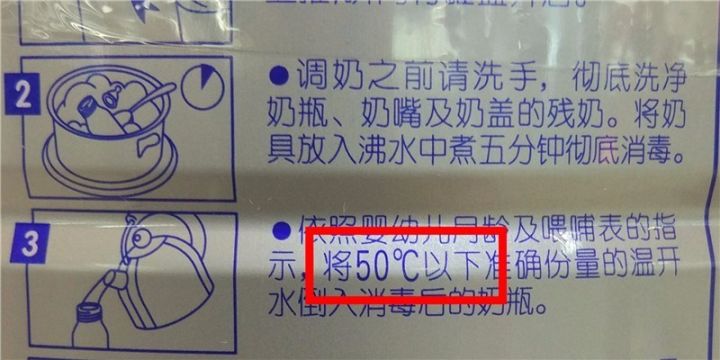 2
●调奶之前请洗手，彻底洗净
奶瓶、奶嘴及奶盖的残奶。将奶
具放入沸水中煮五分钟彻底消毒。
3
●依照婴幼儿月龄及喂哺表的指
示，将50℃以下准确份量的温开
水倒入消毒后的奶瓶。